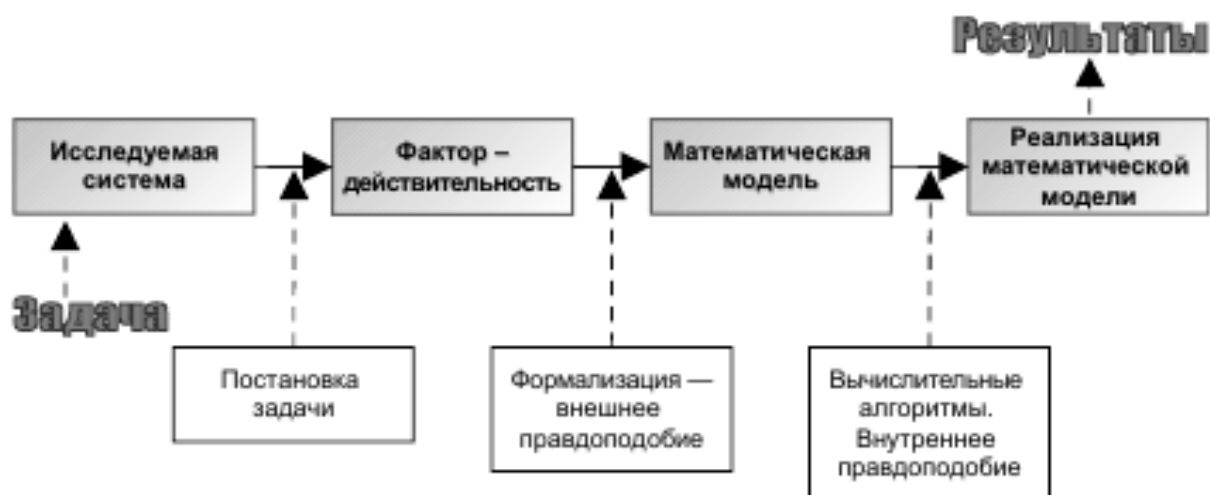 Результаты
Исследуемая
система
Фактор –
действительность
Математическая
модель
Реализация
математической
модели
Задача
Постановка
задачи
Формализация —
внешнее
правдоподобие
Вычислительные
алгоритмы.
Внутреннее
правдоподобие